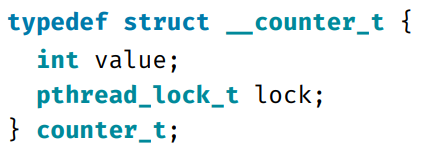 typedef struct __counter_t {
  int value;
  pthread_lock_t lock;
} counter_t;